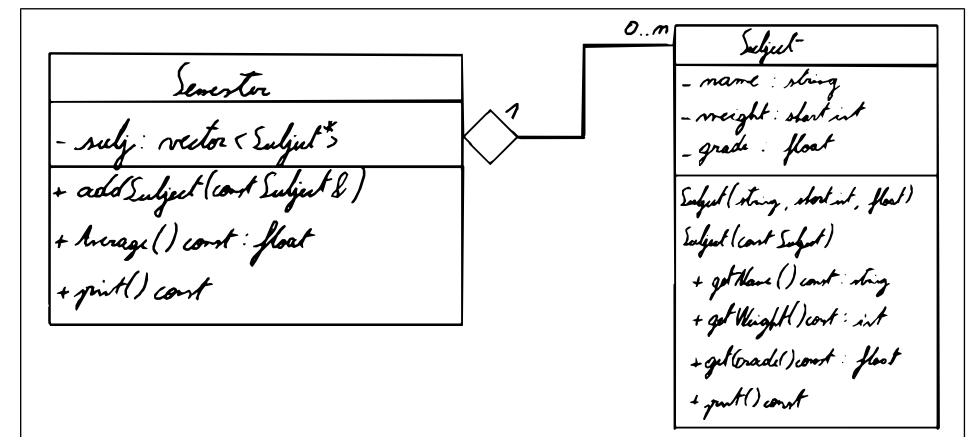 Semester
- subj: vector <Subject*>
+ addSubject(const Subject &)
+ Average() const : float
+ print() const
1
0..n
Subject
- name : string
- weight : short int
- grade : float
Subject(string, short int, float)
Subject(const Subject)
+ getName() const : string
+ getWeight() const : int
+ getGrade() const : float
+ print() const